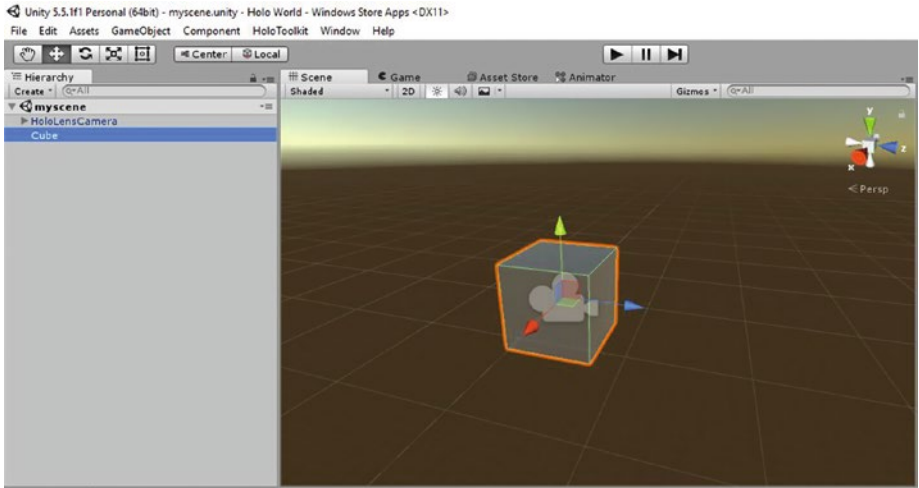 Unity 5.5.1f1 Personal (64bit) - myscene.unity - Holo World - Windows Store Apps <DX11>
File Edit Assets GameObject Component HoloToolkit Window Help
Center Local
Hierarchy Scene Game Asset Store Animator
Create All Shaded 2D Gizmos All
myscene
HoloLensCamera
Cube
y
z
x
Persp